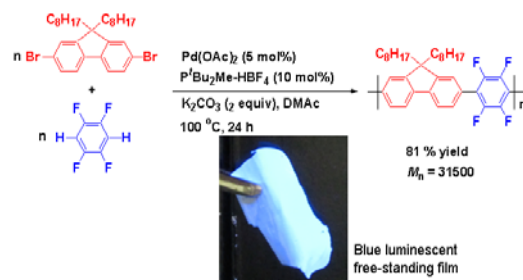 C8H17 C8H17
n Br Br
+
F F
n H H
F F
Pd(OAc)2 (5 mol%)
PtBu2Me-HBF4 (10 mol%)
K2CO3 (2 equiv), DMAc
100 °C, 24 h
C8H17 C8H17
F F
F F
n
81 % yield
Mn = 31500
Blue luminescent
free-standing film